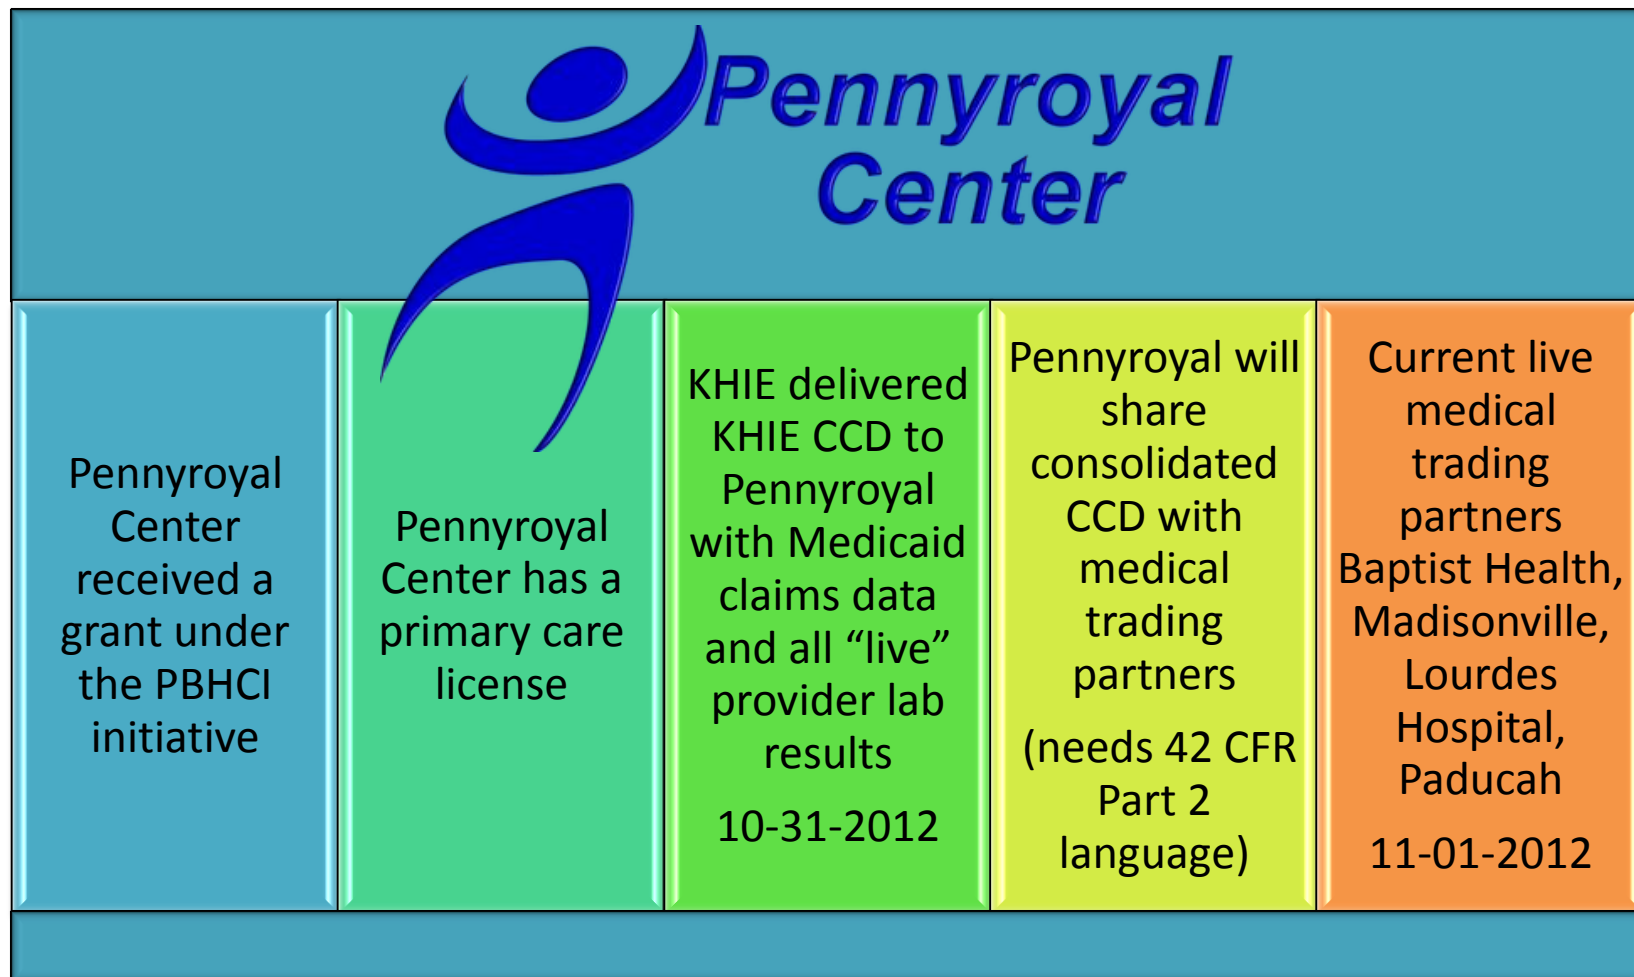 Pennyroyal
Center
Pennyroyal
Center
received a
grant under
the PBHCI
initiative
Pennyroyal
Center has a
primary care
license
KHIE delivered
KHIE CCD to
Pennyroyal
with Medicaid
claims data
and all “live”
provider lab
results
10-31-2012
Pennyroyal will
share
consolidated
CCD with
medical
trading
partners
(needs 42 CFR
Part 2
language)
Current live
medical
trading
partners
Baptist Health,
Madisonville,
Lourdes
Hospital,
Paducah
11-01-2012